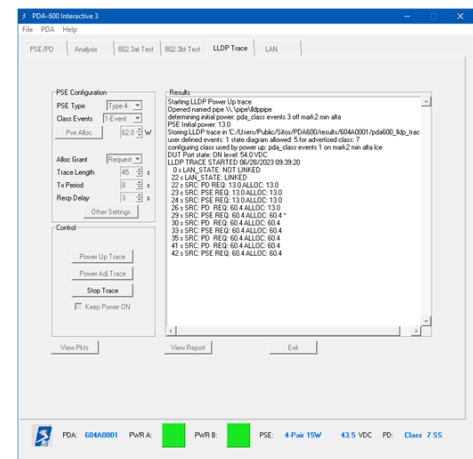 PDA-600 Interactive 3
File PDA Help
PSE/PD Analysis 802.3at Test 802.3bt Test LLDP Trace LAN
PSE Configuration
PSE Type Type-4
Class Events 1-Event
Pwr Alloc 62.0 W
Alloc Grant Request
Trace Length 45 s
Tx Period 8 s
Resp Delay 3 s
Other Settings
Control
Power Up Trace
Power Adj Trace
Stop Trace
Keep Power ON
Results
Starting LLDP Power Up trace
Opened named pipe \\.\pipe\lldppipe
determining initial power: pda_class events 3 off mark2 min alta
PSE Initial power: 13.0
Storing LLDP trace in 'C:/Users/Public/Sifos/PDA600/results/604A0001/pda600_lldp_trac
user defined events: 1 state diagram allowed: 5 for advertised class: 7
configuring class used by power up: pda_class events 1 on mark2 min alta lce
DUT Port state: ON level: 54.0 VDC
LLDP TRACE STARTED 06/28/2023 09:39:20
0 s LAN_STATE: NOT LINKED
22 s LAN_STATE: LINKED
22 s SRC: PD REQ: 13.0 ALLOC: 13.0
23 s SRC: PSE REQ: 13.0 ALLOC: 13.0
24 s SRC: PSE REQ: 13.0 ALLOC: 13.0
26 s SRC: PD REQ: 60.4 ALLOC: 13.0
29 s SRC: PSE REQ: 60.4 ALLOC: 60.4 *
30 s SRC: PD REQ: 60.4 ALLOC: 60.4
33 s SRC: PSE REQ: 60.4 ALLOC: 60.4
35 s SRC: PD REQ: 60.4 ALLOC: 60.4
41 s SRC: PD REQ: 60.4 ALLOC: 60.4
42 s SRC: PSE REQ: 60.4 ALLOC: 60.4
View Pkts View Report Exit
PDA: 604A0001 PWR A: PWR B: PSE: 4-Pair 15W 43.5 VDC PD: Class 7 SS